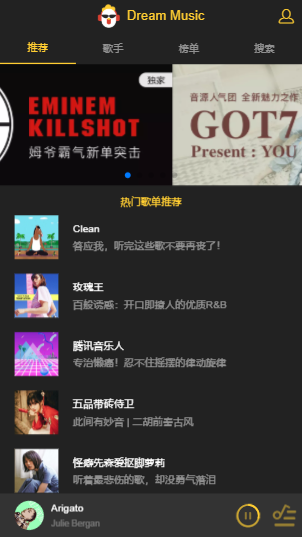 Dream Music
推荐
歌手
榜单
搜索
独家
EMINEM
KILLSHOT
姆爷霸气新单突击
音源人气团 全新魅力之作
GOT7
Present : YOU
热门歌单推荐
Clean
答应我，听完这些歌不要再丧了！
玫瑰王
百般诱惑：开口即撩人的优质R&B
腾讯音乐人
专治懒癌！忍不住摇摆的律动旋律
五品带砖侍卫
此间有妙音 | 二胡前奏古风
怪癖先森爱抠脚萝莉
听着最悲伤的歌，却没勇气落泪
Arigato
Julie Bergan